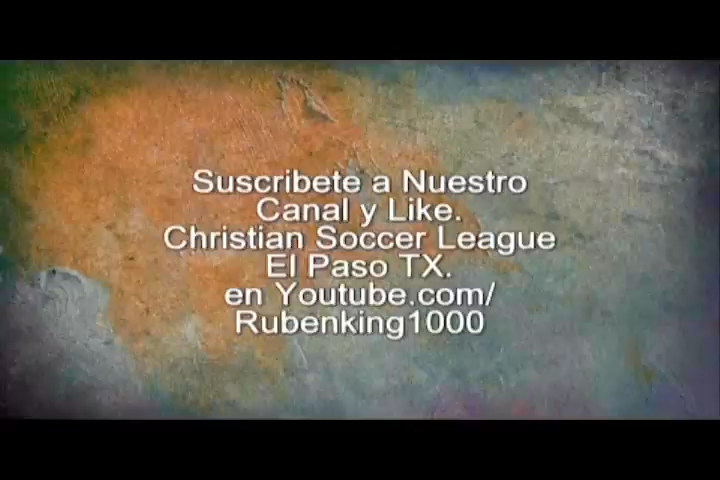 Suscribete a Nuestro
Canal y Like.
Christian Soccer League
El Paso TX.
en Youtube.com/
Rubenking1000